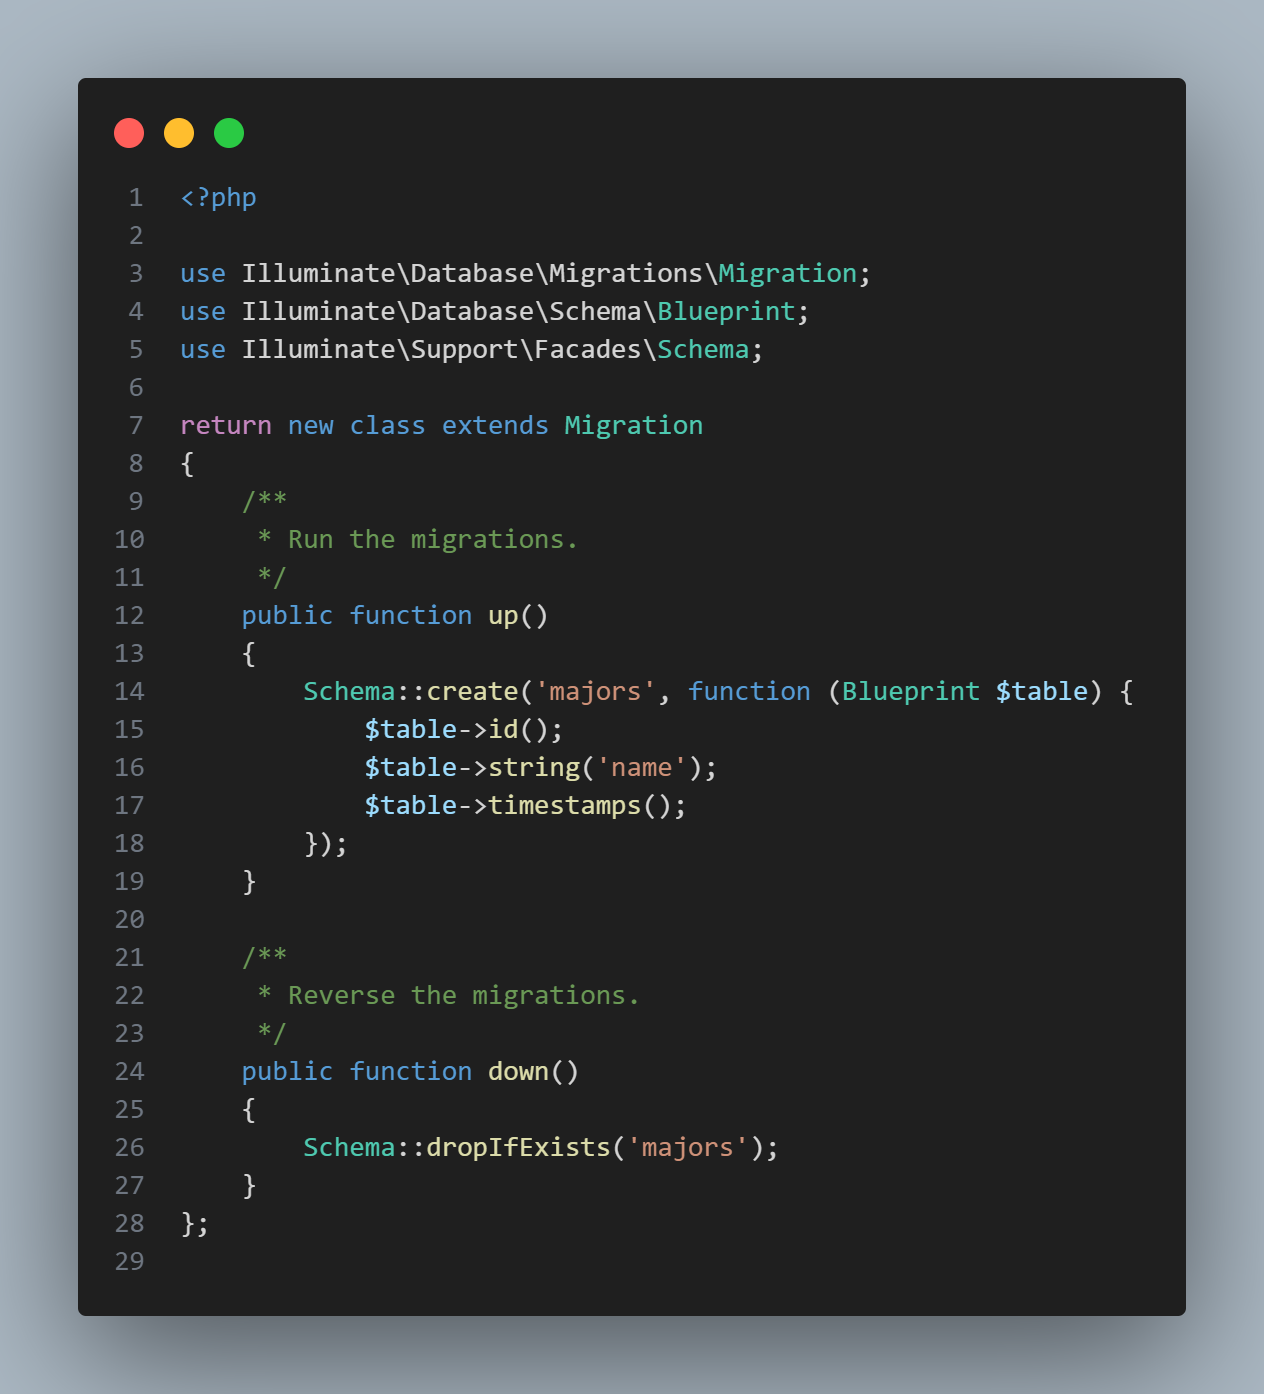 1 <?php
2
3 use Illuminate\Database\Migrations\Migration;
4 use Illuminate\Database\Schema\Blueprint;
5 use Illuminate\Support\Facades\Schema;
6
7 return new class extends Migration
8 {
9     /**
10      * Run the migrations.
11      */
12     public function up()
13     {
14         Schema::create('majors', function (Blueprint $table) {
15             $table->id();
16             $table->string('name');
17             $table->timestamps();
18         });
19     }
20
21     /**
22      * Reverse the migrations.
23      */
24     public function down()
25     {
26         Schema::dropIfExists('majors');
27     }
28 };
29